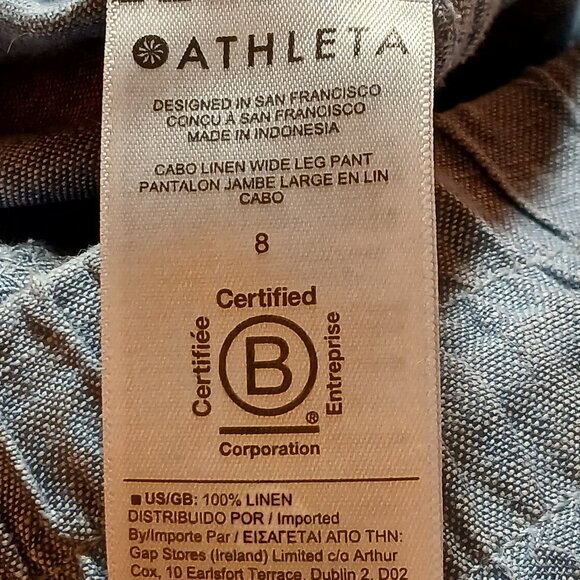 ATHLETA
DESIGNED IN SAN FRANCISCO
CONÇU À SAN FRANCISCO
MADE IN INDONESIA
CABO LINEN WIDE LEG PANT
PANTALON JAMBE LARGE EN LIN
CABO
8
Certified
Certifiée
B
Entreprise
®
Corporation
■ US/GB: 100% LINEN
DISTRIBUIDO POR / Imported
By/Importe Par / ΕΙΣΑΓΕΤΑΙ ΑΠΟ ΤΗΝ:
Gap Stores (Ireland) Limited c/o Arthur
Cox, 10 Earlsfort Terrace, Dublin 2, D02